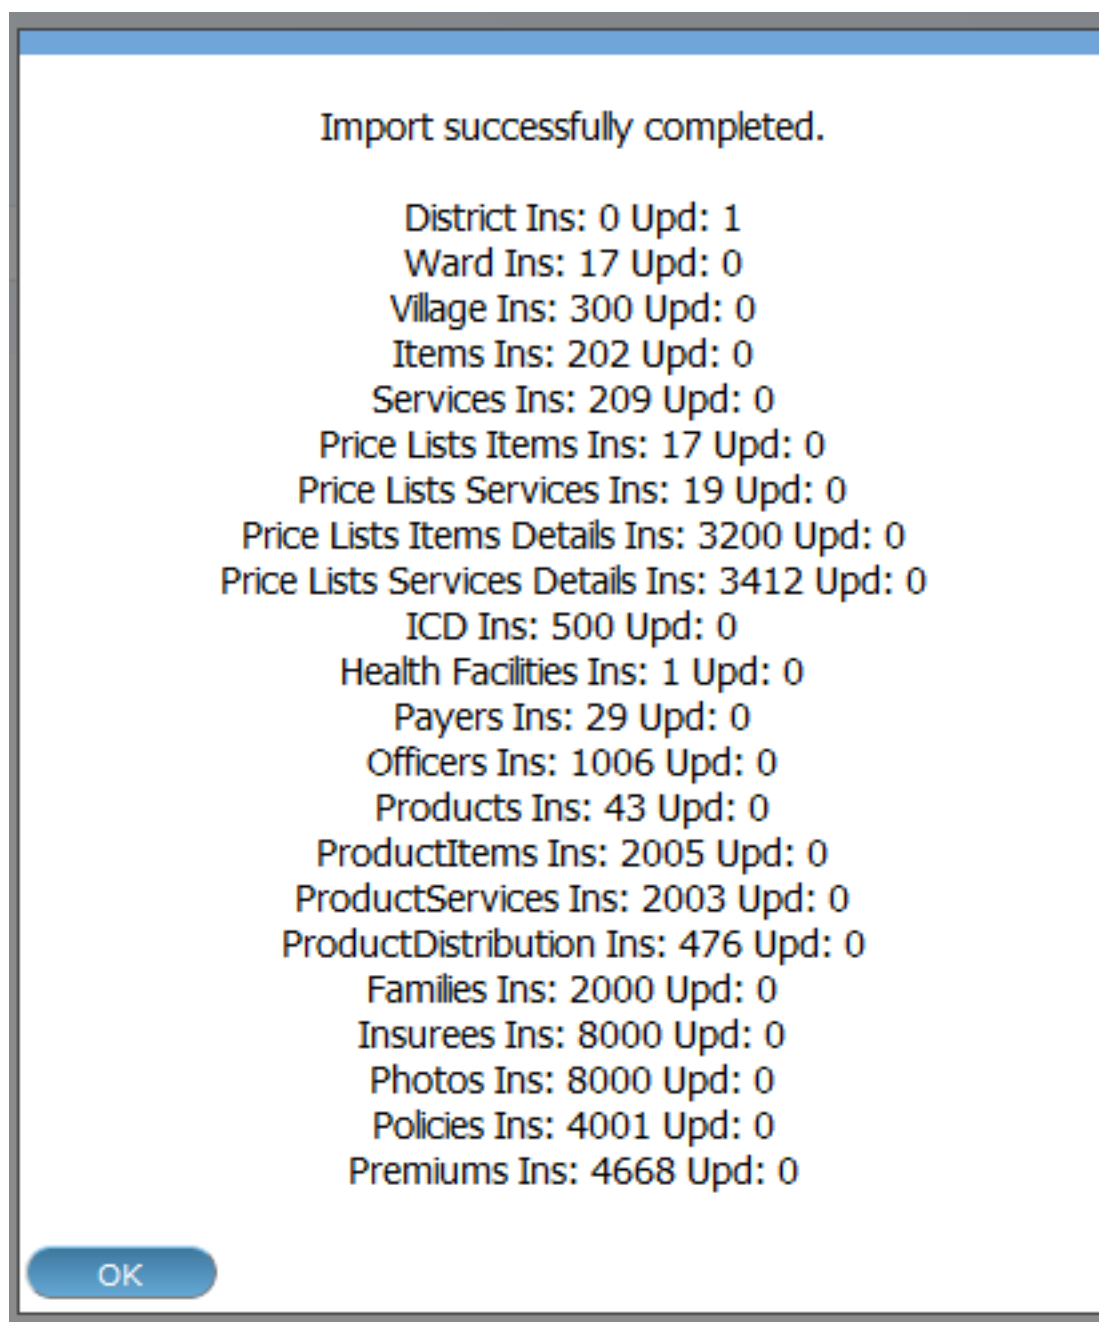 Import successfully completed.
District Ins: 0 Upd: 1
Ward Ins: 17 Upd: 0
Village Ins: 300 Upd: 0
Items Ins: 202 Upd: 0
Services Ins: 209 Upd: 0
Price Lists Items Ins: 17 Upd: 0
Price Lists Services Ins: 19 Upd: 0
Price Lists Items Details Ins: 3200 Upd: 0
Price Lists Services Details Ins: 3412 Upd: 0
ICD Ins: 500 Upd: 0
Health Facilities Ins: 1 Upd: 0
Payers Ins: 29 Upd: 0
Officers Ins: 1006 Upd: 0
Products Ins: 43 Upd: 0
ProductItems Ins: 2005 Upd: 0
ProductServices Ins: 2003 Upd: 0
ProductDistribution Ins: 476 Upd: 0
Families Ins: 2000 Upd: 0
Insurees Ins: 8000 Upd: 0
Photos Ins: 8000 Upd: 0
Policies Ins: 4001 Upd: 0
Premiums Ins: 4668 Upd: 0
OK